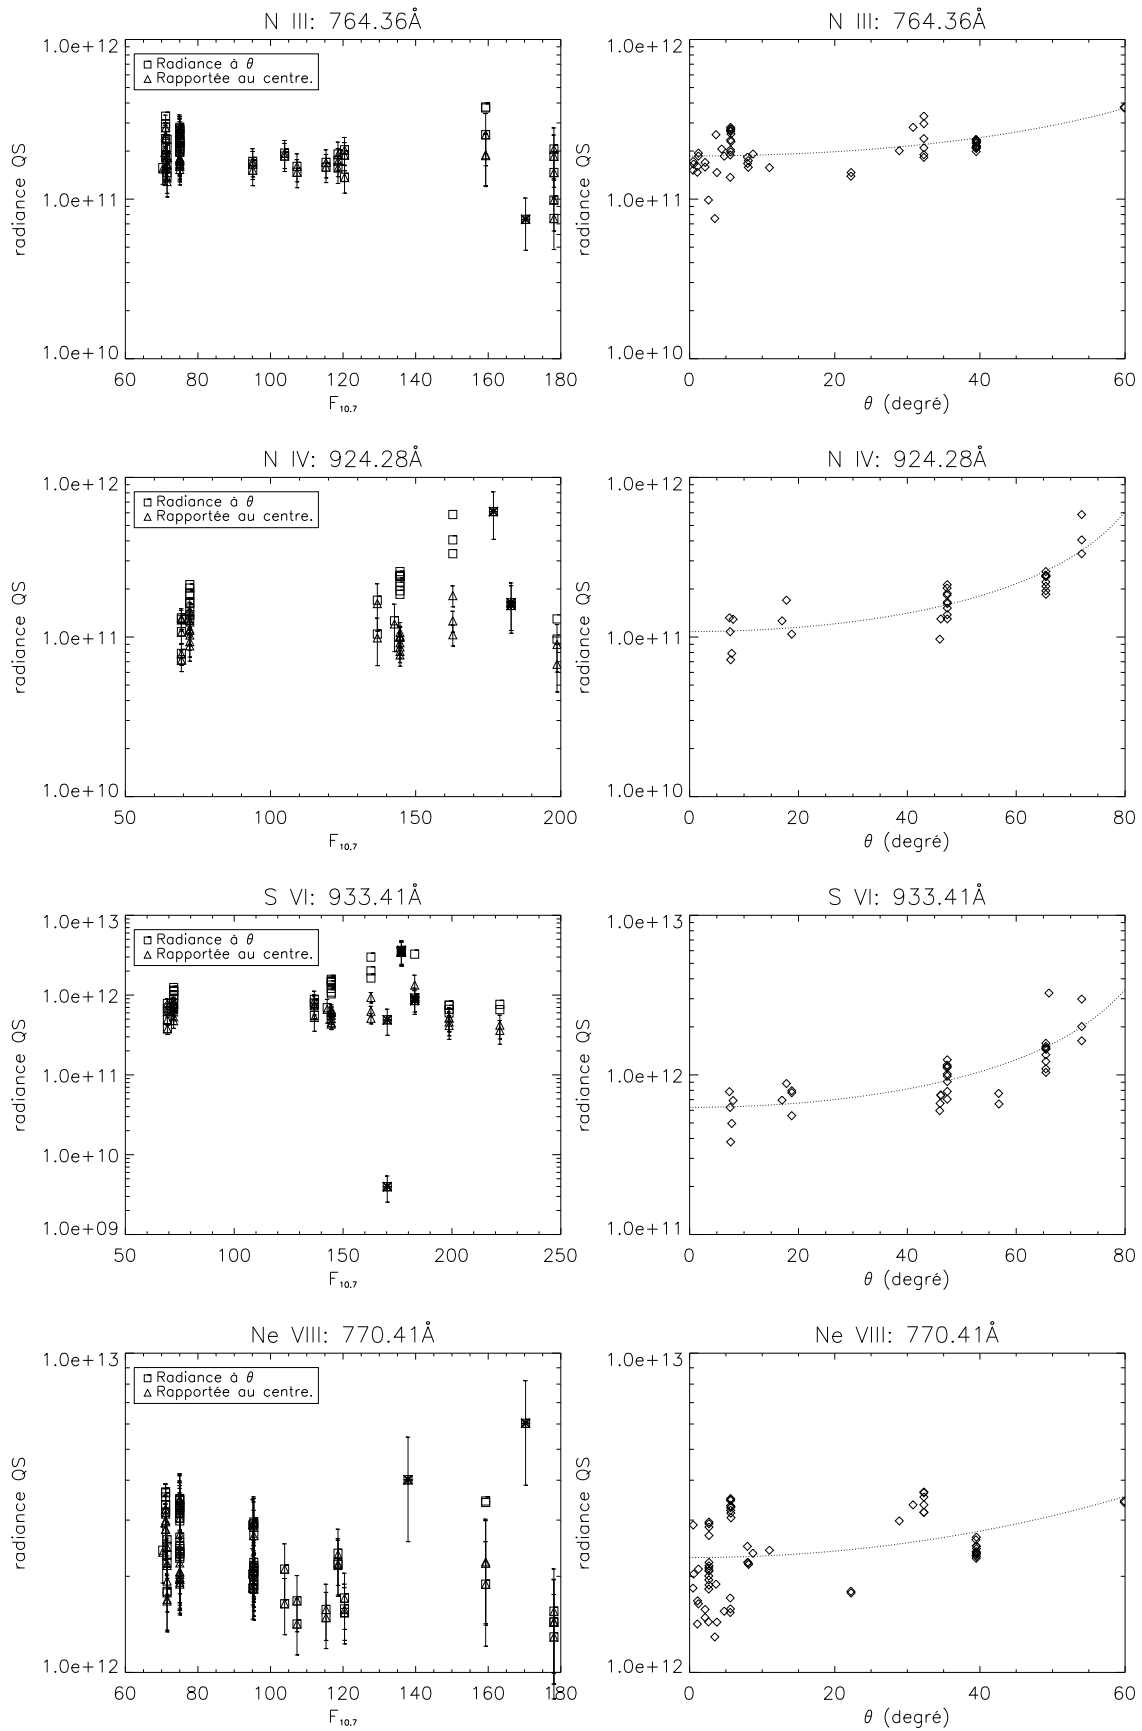 N III: 764.36Å
1.0e+12
1.0e+11
1.0e+10
radiance QS
□ Radiance à θ
△ Rapportée au centre.
60 80 100 120 140 160 180
F10.7
N III: 764.36Å
1.0e+12
1.0e+11
1.0e+10
radiance QS
0 20 40 60
θ (degré)
N IV: 924.28Å
1.0e+12
1.0e+11
1.0e+10
radiance QS
□ Radiance à θ
△ Rapportée au centre.
50 100 150 200
F10.7
N IV: 924.28Å
1.0e+12
1.0e+11
1.0e+10
radiance QS
0 20 40 60 80
θ (degré)
S VI: 933.41Å
1.0e+13
1.0e+12
1.0e+11
1.0e+10
1.0e+09
radiance QS
□ Radiance à θ
△ Rapportée au centre.
50 100 150 200 250
F10.7
S VI: 933.41Å
1.0e+13
1.0e+12
1.0e+11
radiance QS
0 20 40 60 80
θ (degré)
Ne VIII: 770.41Å
1.0e+13
1.0e+12
radiance QS
□ Radiance à θ
△ Rapportée au centre.
60 80 100 120 140 160 180
F10.7
Ne VIII: 770.41Å
1.0e+13
1.0e+12
radiance QS
0 20 40 60
θ (degré)